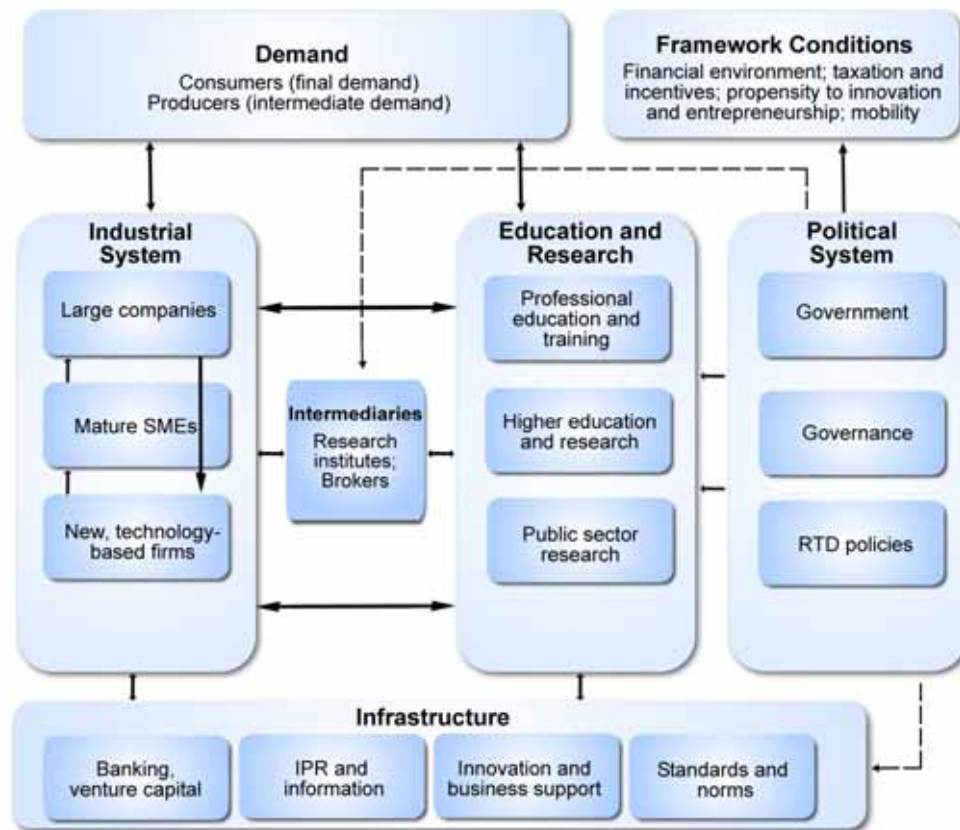 Demand
Consumers (final demand)
Producers (intermediate demand)
Framework Conditions
Financial environment; taxation and
incentives; propensity to innovation
and entrepreneurship; mobility
Industrial
System
Large companies
Mature SMEs
New, technology-
based firms
Intermediaries
Research
institutes;
Brokers
Education and
Research
Professional
education and
training
Higher education
and research
Public sector
research
Political
System
Government
Governance
RTD policies
Infrastructure
Banking,
venture capital
IPR and
information
Innovation and
business support
Standards and
norms